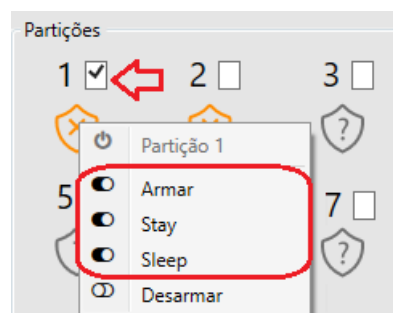 Partições
1 2 3
Partição 1
Armar
5 Stay 7
Sleep
Desarmar